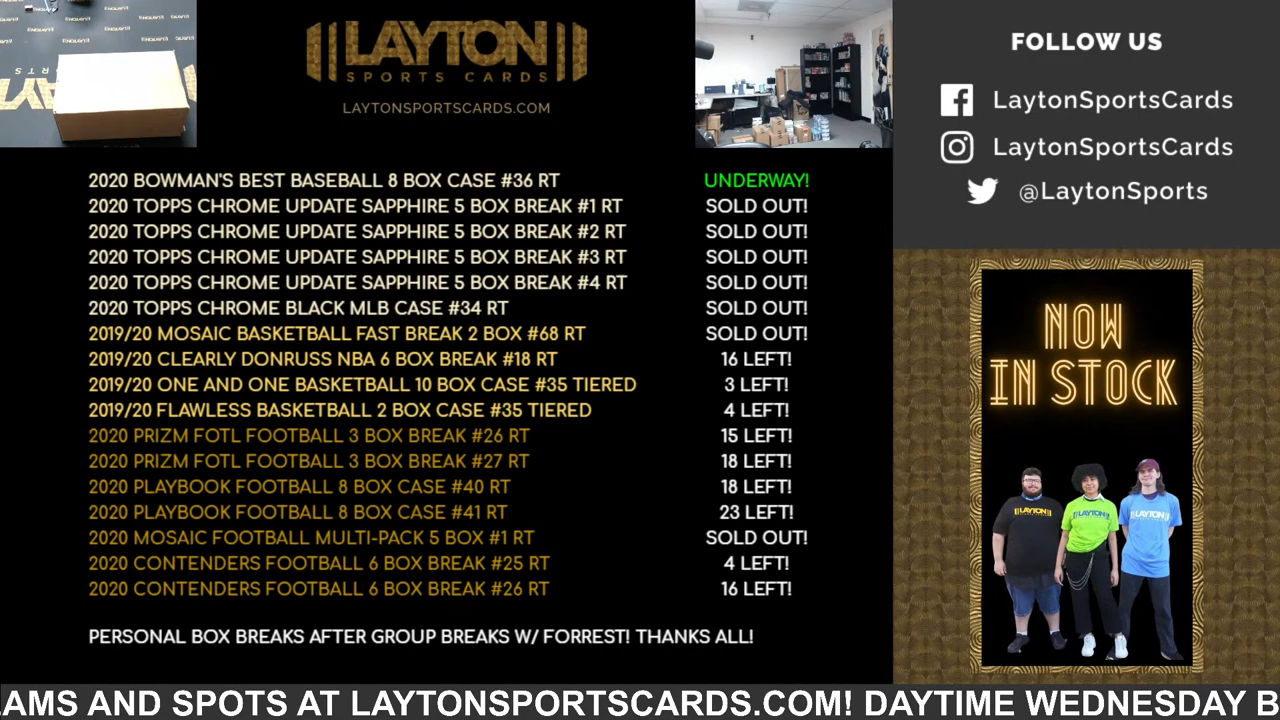 LAYTON
SPORTS CARDS
LAYTONSPORTSCARDS.COM
2020 BOWMAN'S BEST BASEBALL 8 BOX CASE #36 RT UNDERWAY!
2020 TOPPS CHROME UPDATE SAPPHIRE 5 BOX BREAK #1 RT SOLD OUT!
2020 TOPPS CHROME UPDATE SAPPHIRE 5 BOX BREAK #2 RT SOLD OUT!
2020 TOPPS CHROME UPDATE SAPPHIRE 5 BOX BREAK #3 RT SOLD OUT!
2020 TOPPS CHROME UPDATE SAPPHIRE 5 BOX BREAK #4 RT SOLD OUT!
2020 TOPPS CHROME BLACK MLB CASE #34 RT SOLD OUT!
2019/20 MOSAIC BASKETBALL FAST BREAK 2 BOX #68 RT SOLD OUT!
2019/20 CLEARLY DONRUSS NBA 6 BOX BREAK #18 RT 16 LEFT!
2019/20 ONE AND ONE BASKETBALL 10 BOX CASE #35 TIERED 3 LEFT!
2019/20 FLAWLESS BASKETBALL 2 BOX CASE #35 TIERED 4 LEFT!
2020 PRIZM FOTL FOOTBALL 3 BOX BREAK #26 RT 15 LEFT!
2020 PRIZM FOTL FOOTBALL 3 BOX BREAK #27 RT 18 LEFT!
2020 PLAYBOOK FOOTBALL 8 BOX CASE #40 RT 18 LEFT!
2020 PLAYBOOK FOOTBALL 8 BOX CASE #41 RT 23 LEFT!
2020 MOSAIC FOOTBALL MULTI-PACK 5 BOX #1 RT SOLD OUT!
2020 CONTENDERS FOOTBALL 6 BOX BREAK #25 RT 4 LEFT!
2020 CONTENDERS FOOTBALL 6 BOX BREAK #26 RT 16 LEFT!
PERSONAL BOX BREAKS AFTER GROUP BREAKS W/ FORREST! THANKS ALL!
FOLLOW US
LaytonSportsCards
LaytonSportsCards
@LaytonSports
NOW
IN STOCK
LAYTON
LAYTON
LAYTON
AMS AND SPOTS AT LAYTONSPORTSCARDS.COM! DAYTIME WEDNESDAY B